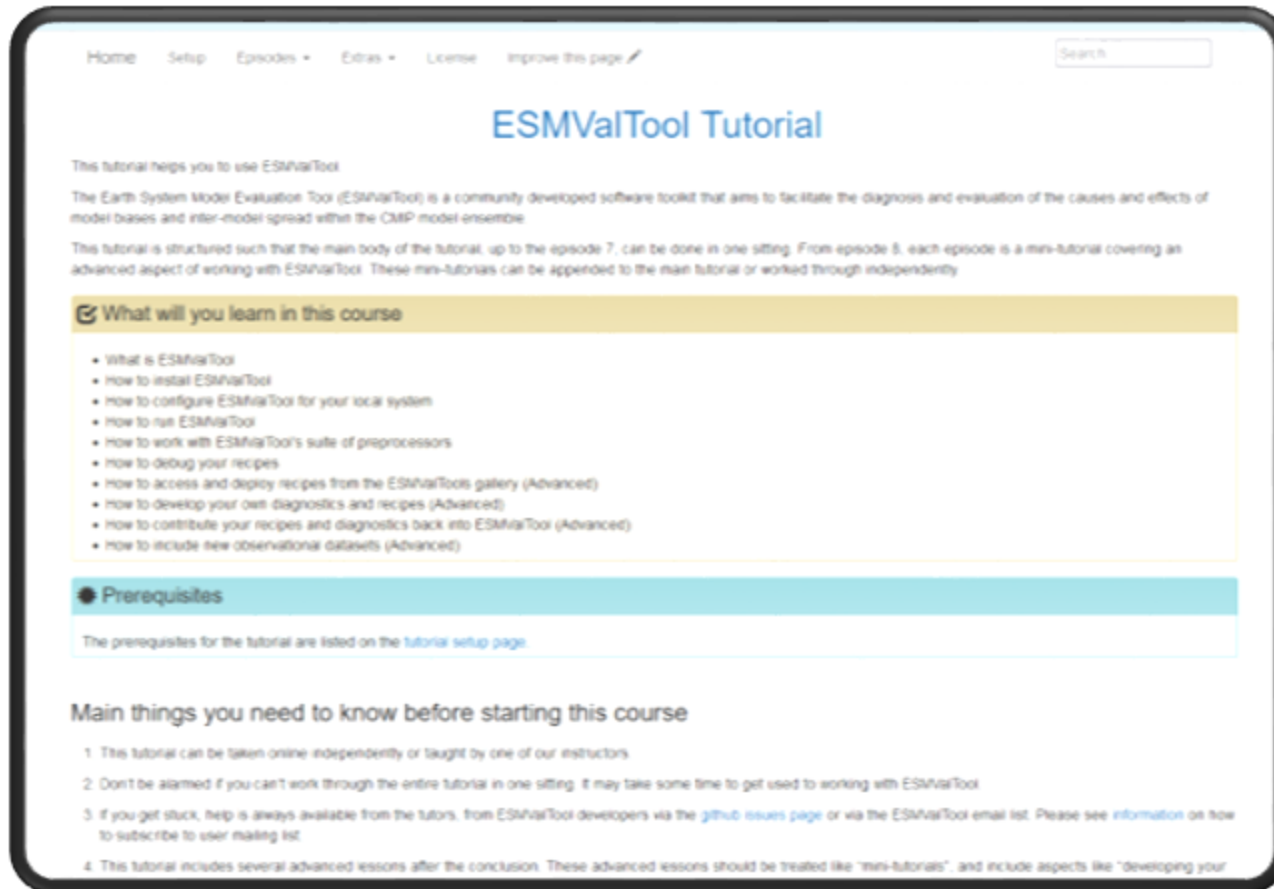 Home Setup Episodes Extras License Improve this page Search
ESMValTool Tutorial
This tutorial helps you to use ESMValTool
The Earth System Model Evaluation Tool (ESMValTool) is a community developed software toolkit that aims to facilitate the diagnosis and evaluation of the causes and effects of
model biases and inter-model spread within the CMIP model ensemble.
This tutorial is structured such that the main body of the tutorial, up to the episode 7, can be done in one sitting. From episode 8, each episode is a mini-tutorial covering an
advanced aspect of working with ESMValTool. These mini-tutorials can be appended to the main tutorial or worked through independently.
What will you learn in this course
• What is ESMValTool
• How to install ESMValTool
• How to configure ESMValTool for your local system
• How to run ESMValTool
• How to work with ESMValTool's suite of preprocessors
• How to debug your recipes
• How to access and deploy recipes from the ESMValTools gallery (Advanced)
• How to develop your own diagnostics and recipes (Advanced)
• How to contribute your recipes and diagnostics back into ESMValTool (Advanced)
• How to include new observational datasets (Advanced)
Prerequisites
The prerequisites for the tutorial are listed on the tutorial setup page.
Main things you need to know before starting this course
1. This tutorial can be taken online independently or taught by one of our instructors.
2. Don't be alarmed if you can't work through the entire tutorial in one sitting. It may take some time to get used to working with ESMValTool.
3. If you get stuck, help is always available from the tutors, from ESMValTool developers via the github issues page or via the ESMValTool email list. Please see information on how
to subscribe to user mailing list.
4. This tutorial includes several advanced lessons after the conclusion. These advanced lessons should be treated like "mini-tutorials", and include aspects like "developing your